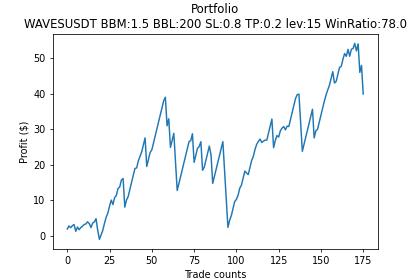 Portfolio
WAVESUSDT BBM:1.5 BBL:200 SL:0.8 TP:0.2 lev:15 WinRatio:78.0
Profit ($)
50
40
30
20
10
0
0 25 50 75 100 125 150 175
Trade counts